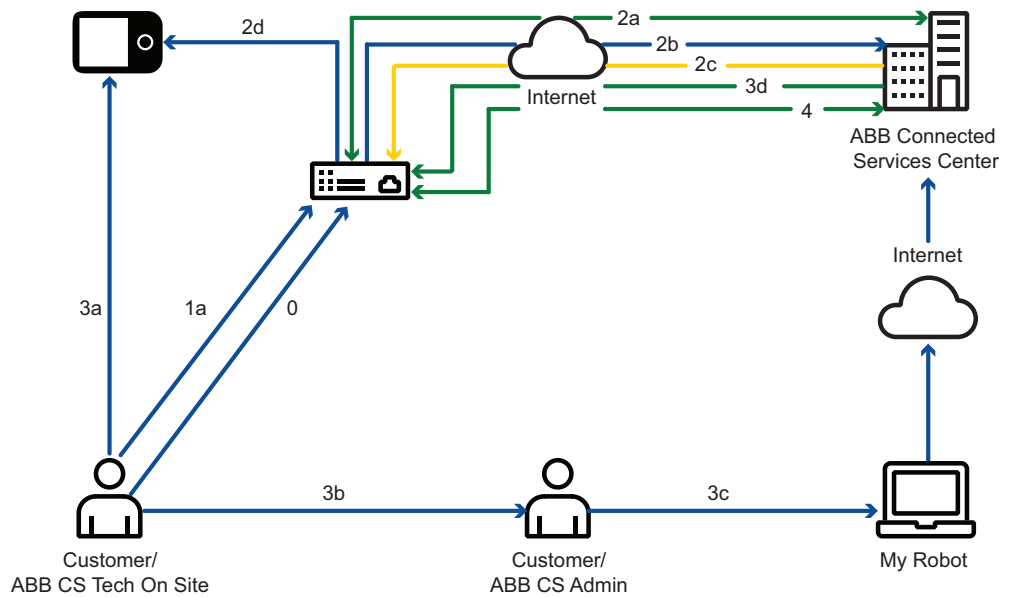 2a
2d
2b
2c
3d
Internet
4
ABB Connected
Services Center
Internet
3a
1a
0
3b
3c
Customer/
ABB CS Tech On Site
Customer/
ABB CS Admin
My Robot